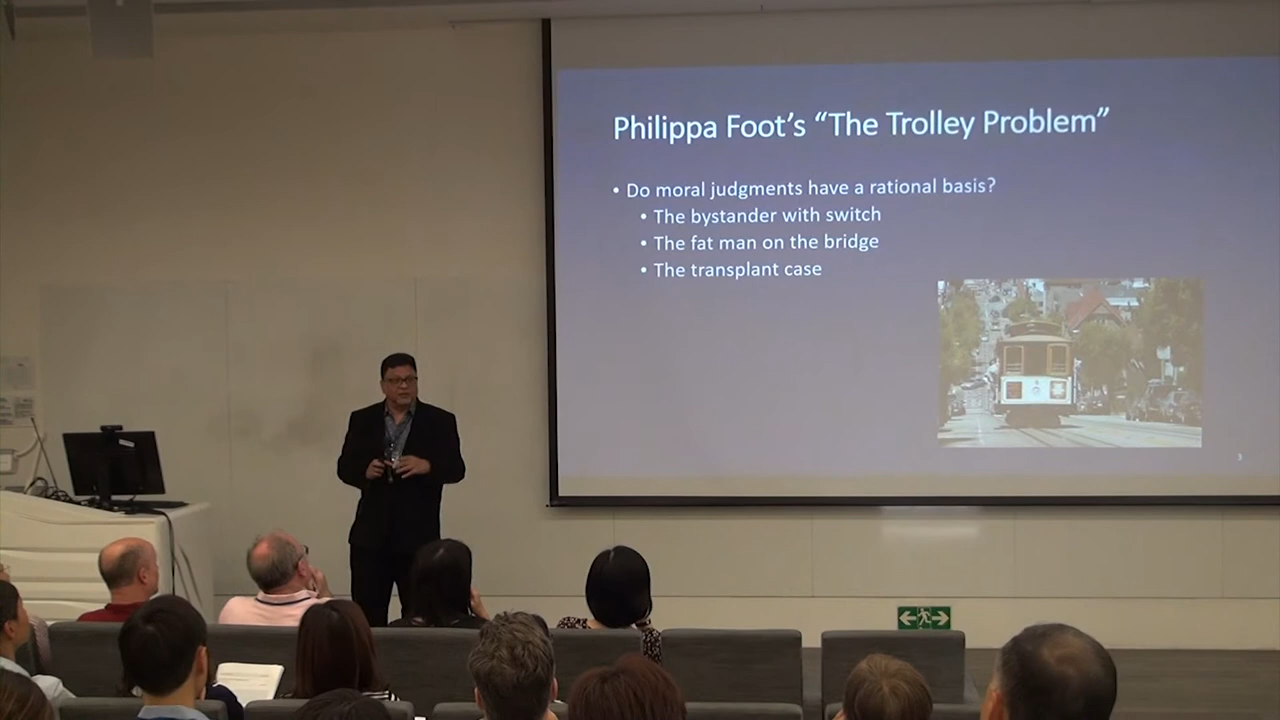 Philippa Foot’s “The Trolley Problem”
• Do moral judgments have a rational basis?
• The bystander with switch
• The fat man on the bridge
• The transplant case
3